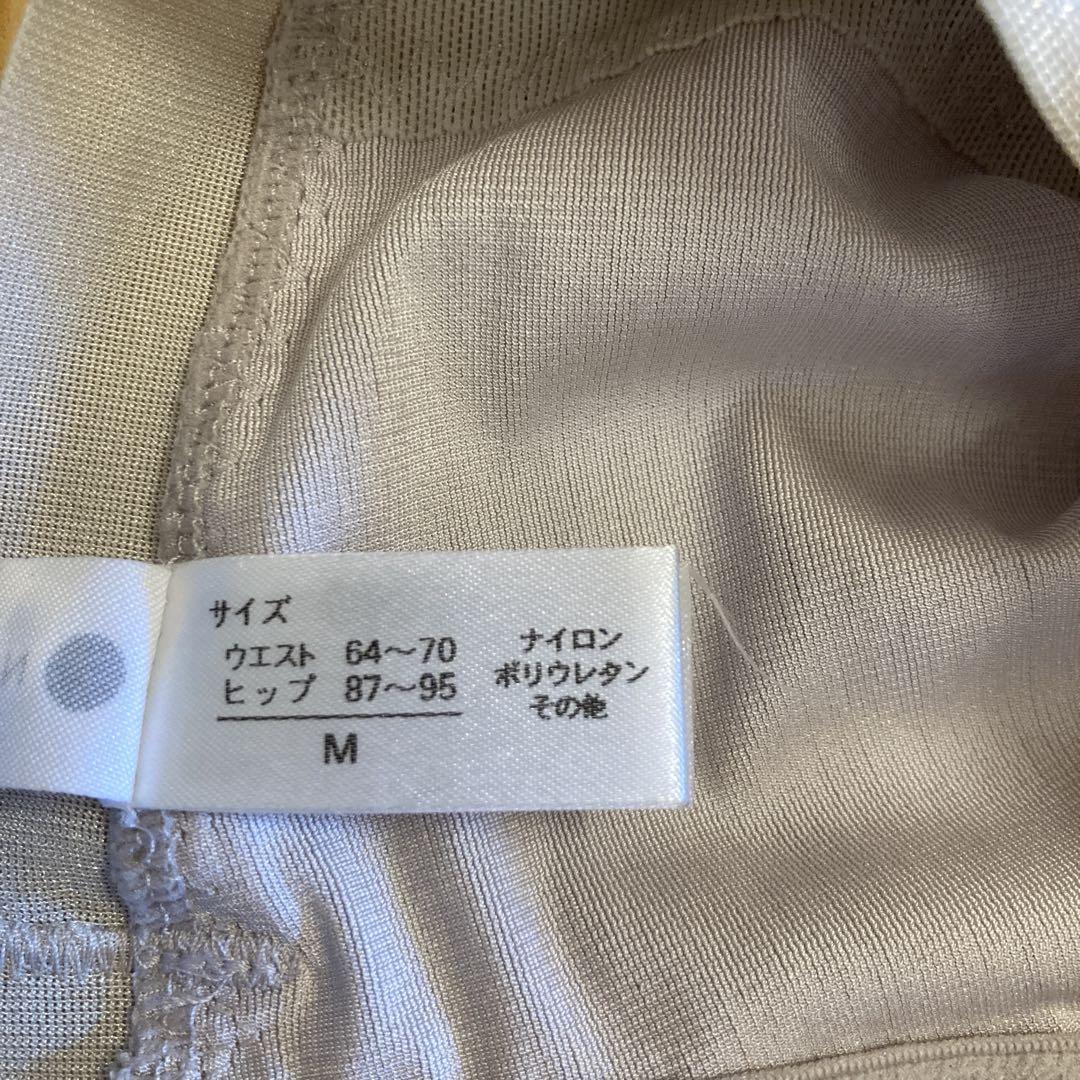 サイズ
ウエスト 64～70
ヒップ 87～95
M
ナイロン
ポリウレタン
その他